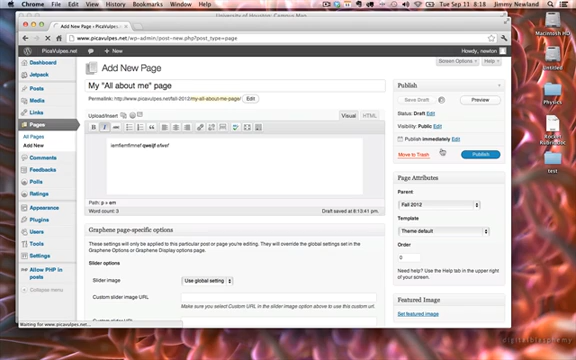 Chrome File Edit View History Bookmarks Window Help
Tue Sep 11 8:18 Jimmy Newland
University of Houston: Campus Map
Add New Page ‹ PicaVulpes.net
www.picavulpes.net/wp-admin/post-new.php?post_type=page
PicaVulpes.net + New Howdy, newton
Screen Options Help
Dashboard
Jetpack
Posts
Media
Links
Pages
All Pages
Add New
Comments
Feedbacks
Polls
Ratings
Appearance
Plugins
Users
Tools
Settings
Allow PHP in posts
Collapse menu
Add New Page
My "All about me" page
Permalink: http://www.picavulpes.net/fall-2012/my-all-about-me-page/ Edit
Upload/Insert Visual HTML
Path: p » em
Word count: 3 Draft saved at 8:13:41 pm.
Graphene page-specific options
These settings will only be applied to this particular post or page you're editing. They will override the global settings set in the
Graphene Options or Graphene Display options page.
Slider options
Slider image Use global setting
Custom slider image URL
Make sure you select Custom URL in the slider image option above to use this custom url.
Publish
Save Draft Preview
Status: Draft Edit
Visibility: Public Edit
Publish immediately Edit
Move to Trash Publish
Page Attributes
Parent
Fall 2012
Template
Theme default
Order
0
Need help? Use the Help tab in the upper
right of your screen.
Featured Image
Set featured image
Waiting for www.picavulpes.net...
Macintosh HD
Untitled
Physics
test
digitalblasphemy